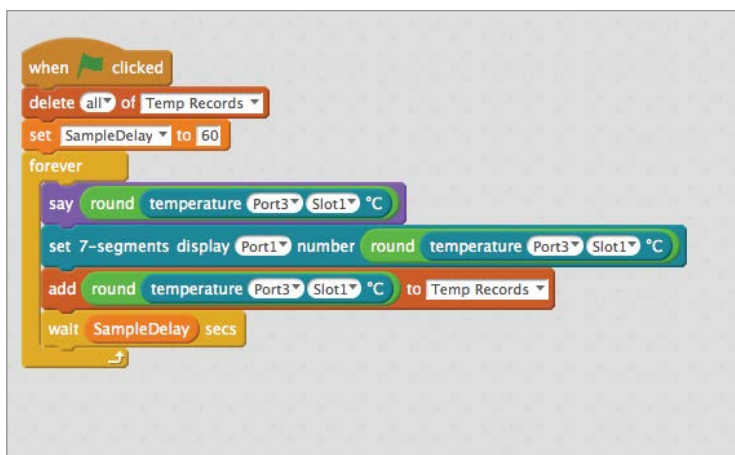 when clicked
delete all of Temp Records
set SampleDelay to 60
forever
say round temperature Port3 Slot1 °C
set 7-segments display Port1 number round temperature Port3 Slot1 °C
add round temperature Port3 Slot1 °C to Temp Records
wait SampleDelay secs